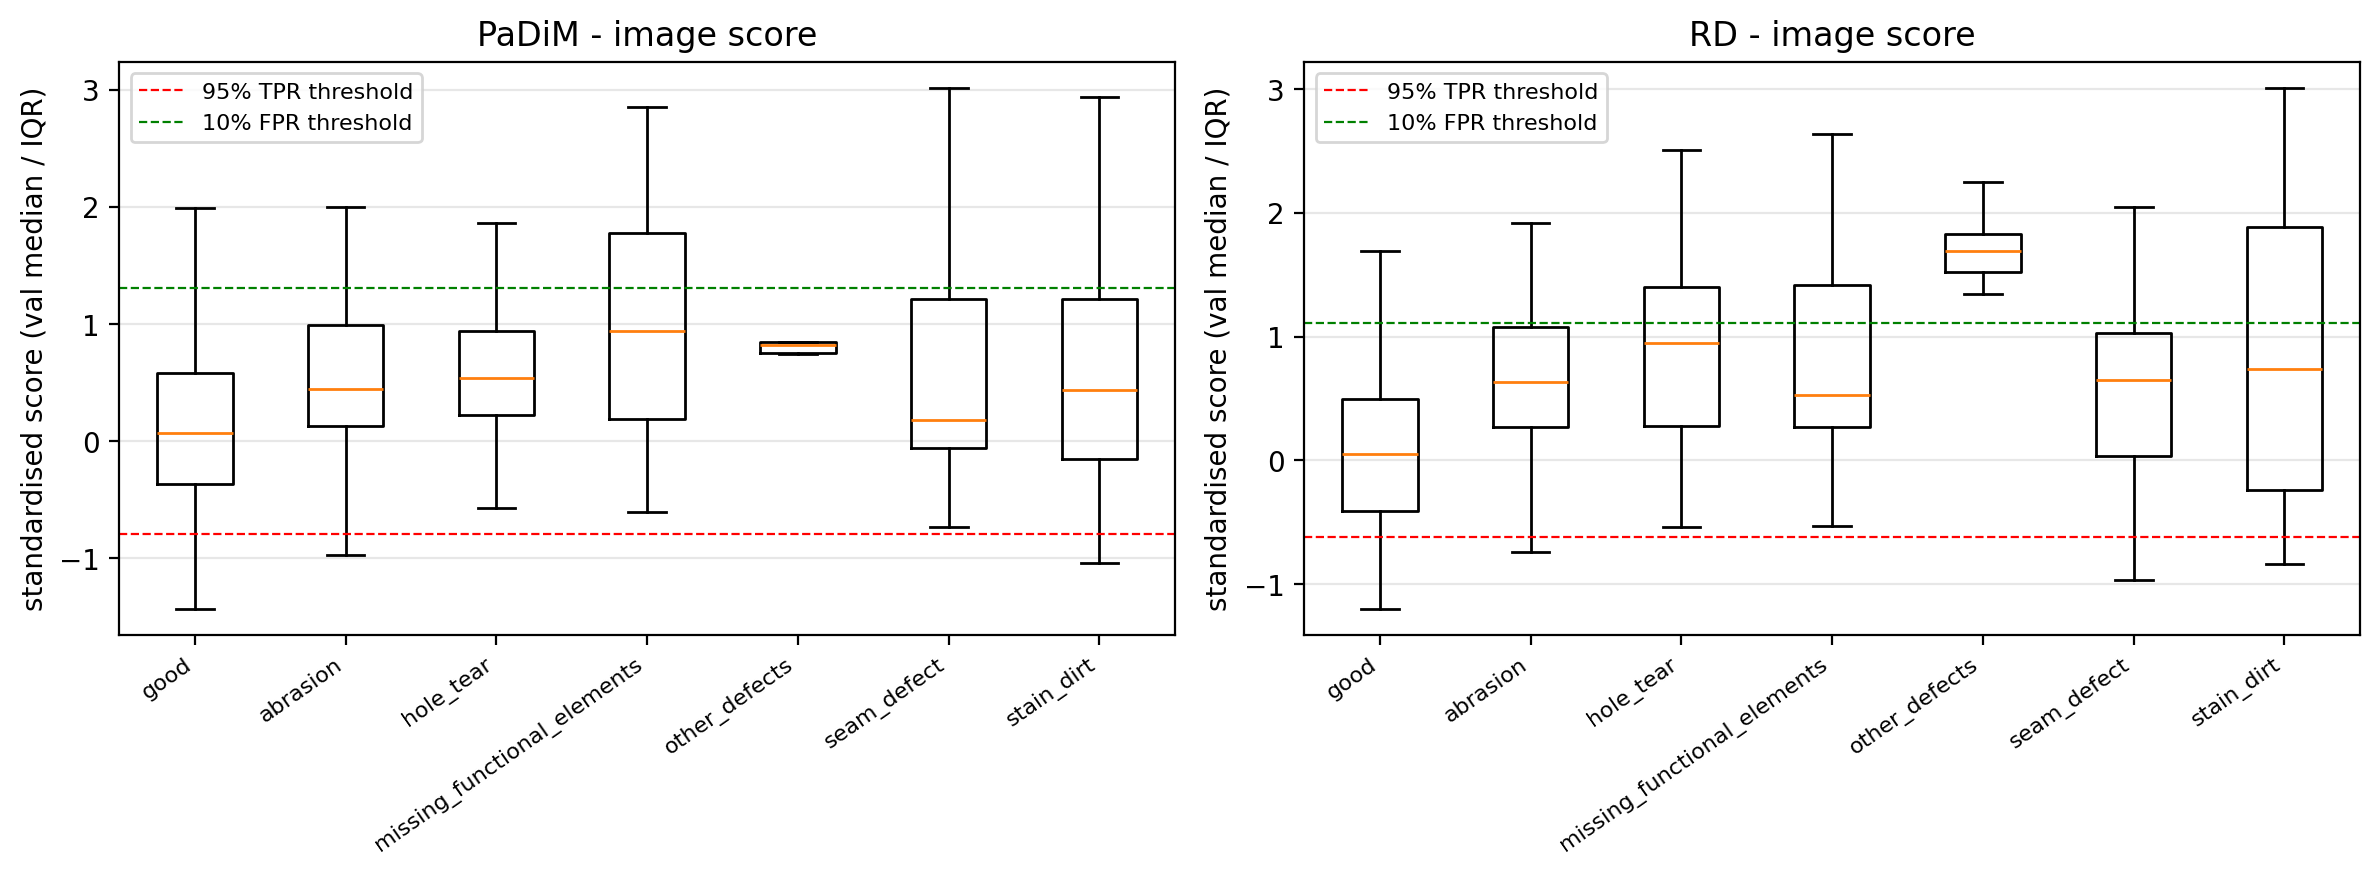 PaDiM - image score
standardised score (val median / IQR)
3
2
1
0
−1
95% TPR threshold
10% FPR threshold
good
abrasion
hole_tear
missing_functional_elements
other_defects
seam_defect
stain_dirt
RD - image score
standardised score (val median / IQR)
3
2
1
0
−1
95% TPR threshold
10% FPR threshold
good
abrasion
hole_tear
missing_functional_elements
other_defects
seam_defect
stain_dirt